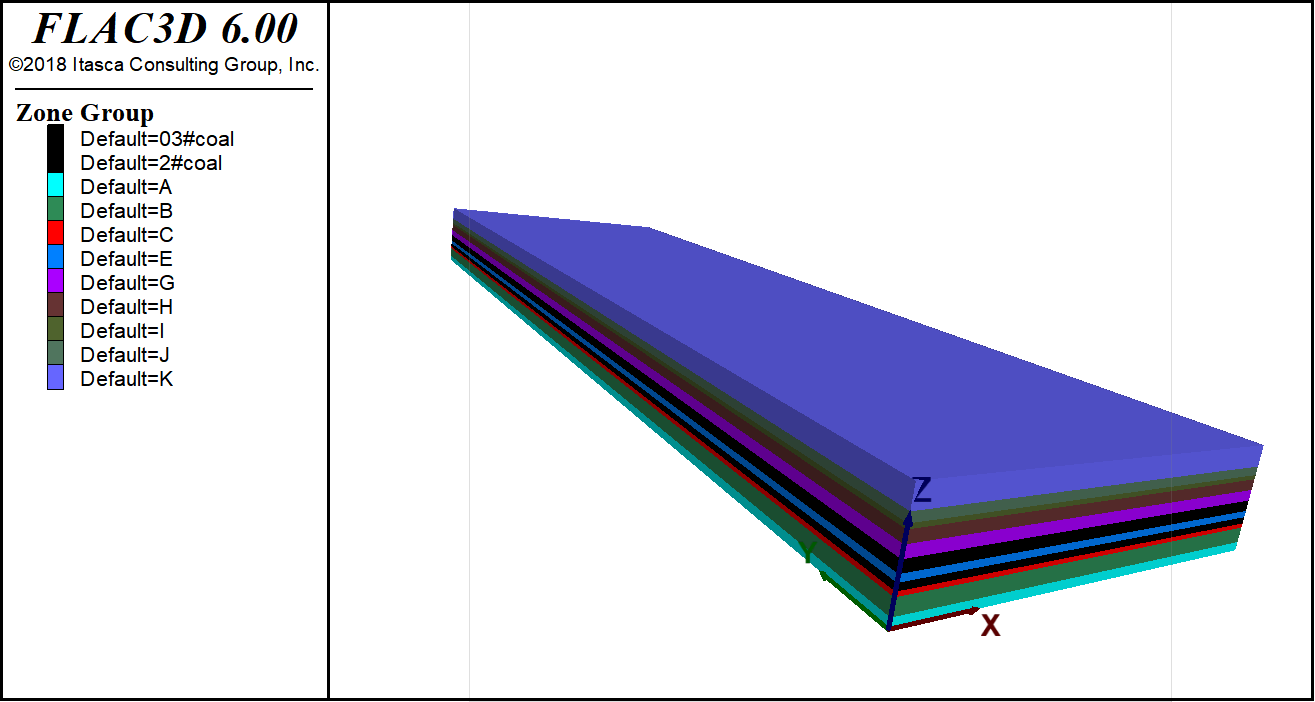 FLAC3D 6.00
©2018 Itasca Consulting Group, Inc.
Zone Group
Default=03#coal
Default=2#coal
Default=A
Default=B
Default=C
Default=E
Default=G
Default=H
Default=I
Default=J
Default=K
Z
Y
X